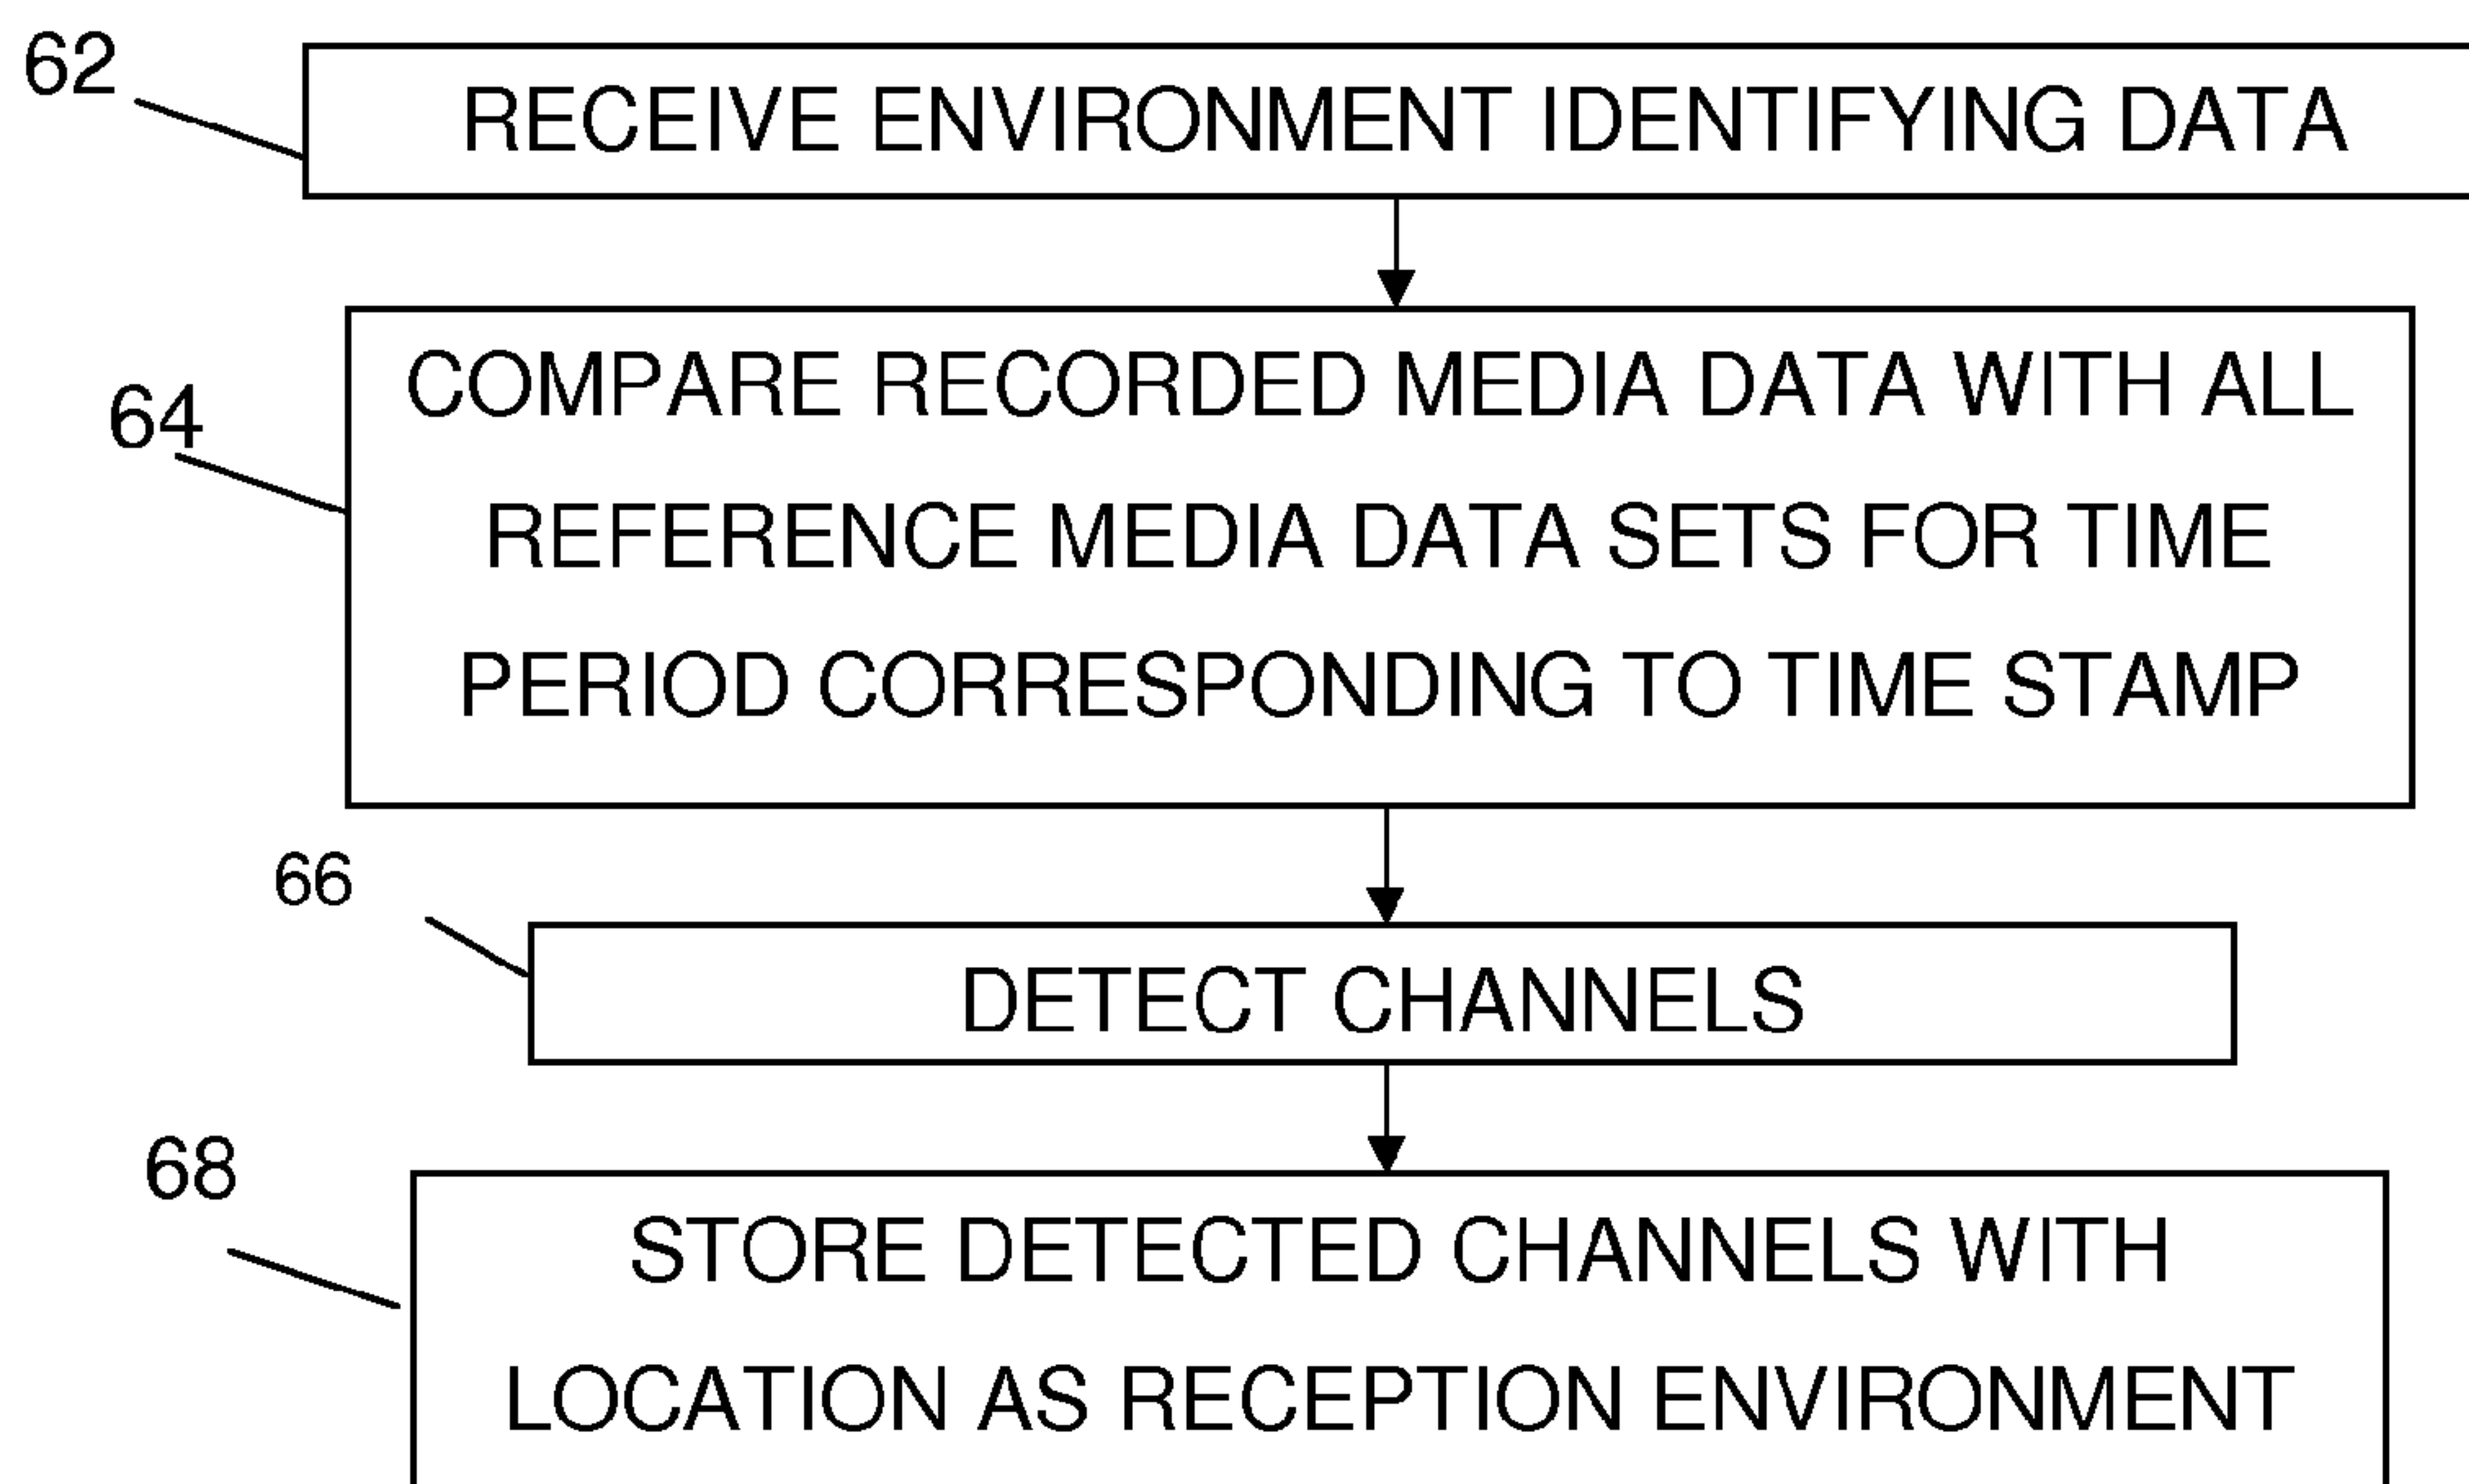 62
RECEIVE ENVIRONMENT IDENTIFYING DATA
64
COMPARE RECORDED MEDIA DATA WITH ALL
REFERENCE MEDIA DATA SETS FOR TIME
PERIOD CORRESPONDING TO TIME STAMP
66
DETECT CHANNELS
68
STORE DETECTED CHANNELS WITH
LOCATION AS RECEPTION ENVIRONMENT